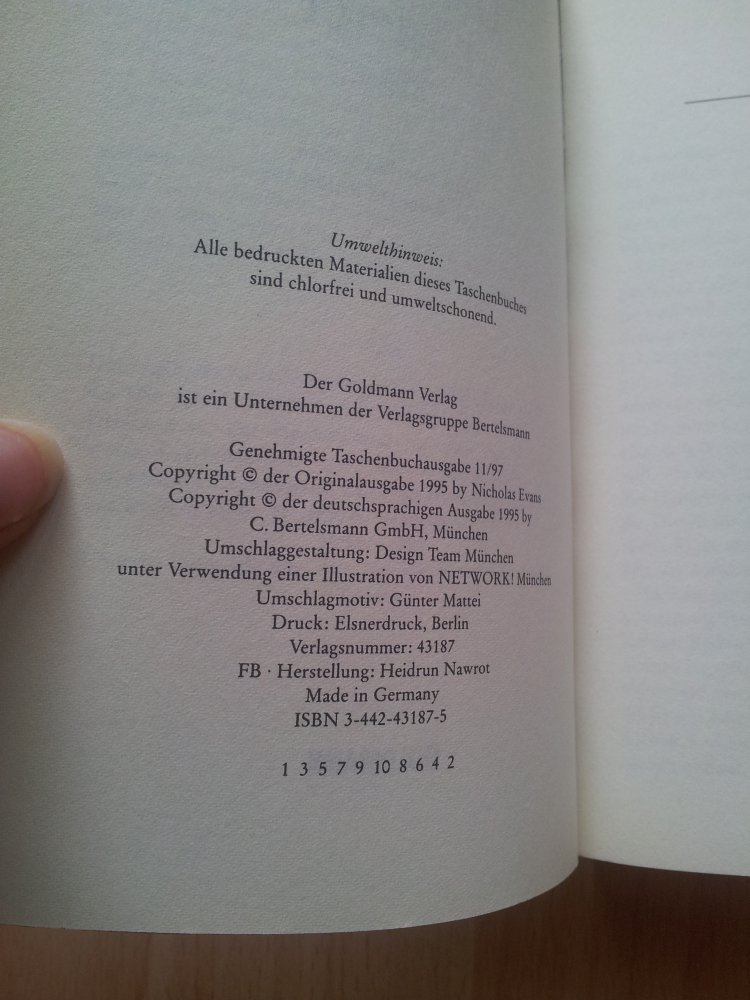 Umwelthinweis:
Alle bedruckten Materialien dieses Taschenbuches
sind chlorfrei und umweltschonend.
Der Goldmann Verlag
ist ein Unternehmen der Verlagsgruppe Bertelsmann
Genehmigte Taschenbuchausgabe 11/97
Copyright © der Originalausgabe 1995 by Nicholas Evans
Copyright © der deutschsprachigen Ausgabe 1995 by
C. Bertelsmann GmbH, München
Umschlaggestaltung: Design Team München
unter Verwendung einer Illustration von NETWORK! München
Umschlagmotiv: Günter Mattei
Druck: Elsnerdruck, Berlin
Verlagsnummer: 43187
FB · Herstellung: Heidrun Nawrot
Made in Germany
ISBN 3-442-43187-5
1 3 5 7 9 10 8 6 4 2